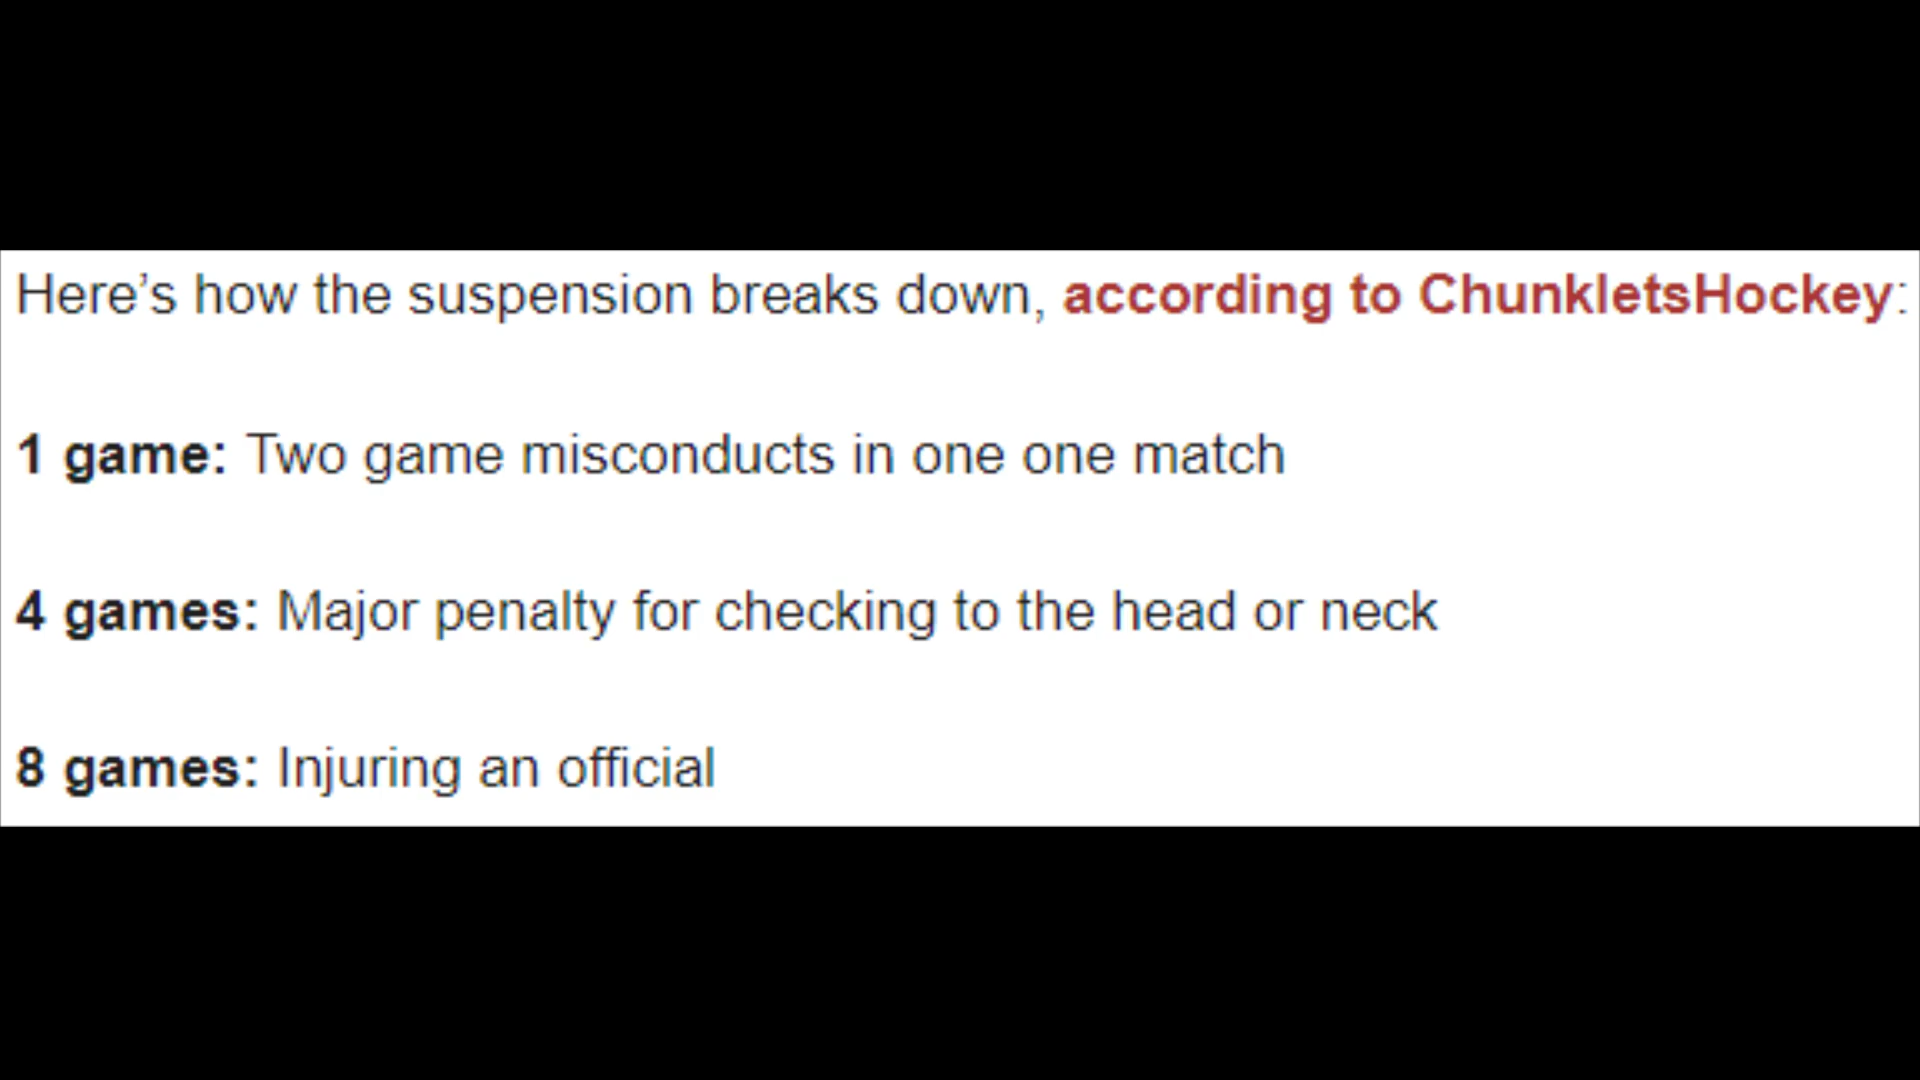 Here’s how the suspension breaks down, according to ChunkletsHockey:
1 game: Two game misconducts in one one match
4 games: Major penalty for checking to the head or neck
8 games: Injuring an official